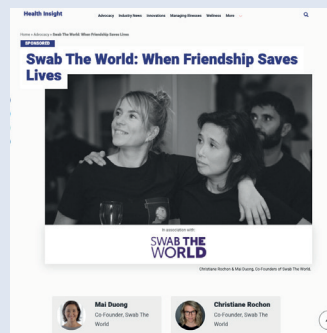 Health Insight
Advocacy Industry News Innovations Managing Illnesses Wellness More
Home » Advocacy » Swab The World: When Friendship Saves Lives
SPONSORED
Swab The World: When Friendship Saves
Lives
In association with:
SWAB THE
WORLD
Christiane Rochon & Mai Duong, Co-Founders of Swab The World.
Mai Duong
Co-Founder, Swab The
World
Christiane Rochon
Co-Founder, Swab The
World